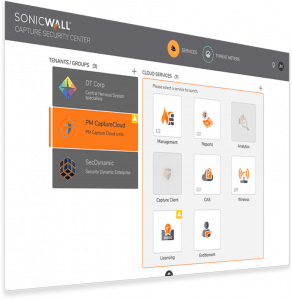 SONICWALL
CAPTURE SECURITY CENTER
SERVICES
THREAT METERS
TENANTS / GROUPS (3)
CLOUD SERVICES (7)
Please select a service to launch.
DT Corp
Central Nervous System
specialists
PM CaptureCloud
PM Capture Cloud units
SecDynamic
Security Dynamic Enterprise
Management
Reports
Analytics
Capture Client
CAS
Wireless
Licensing
Entitlement